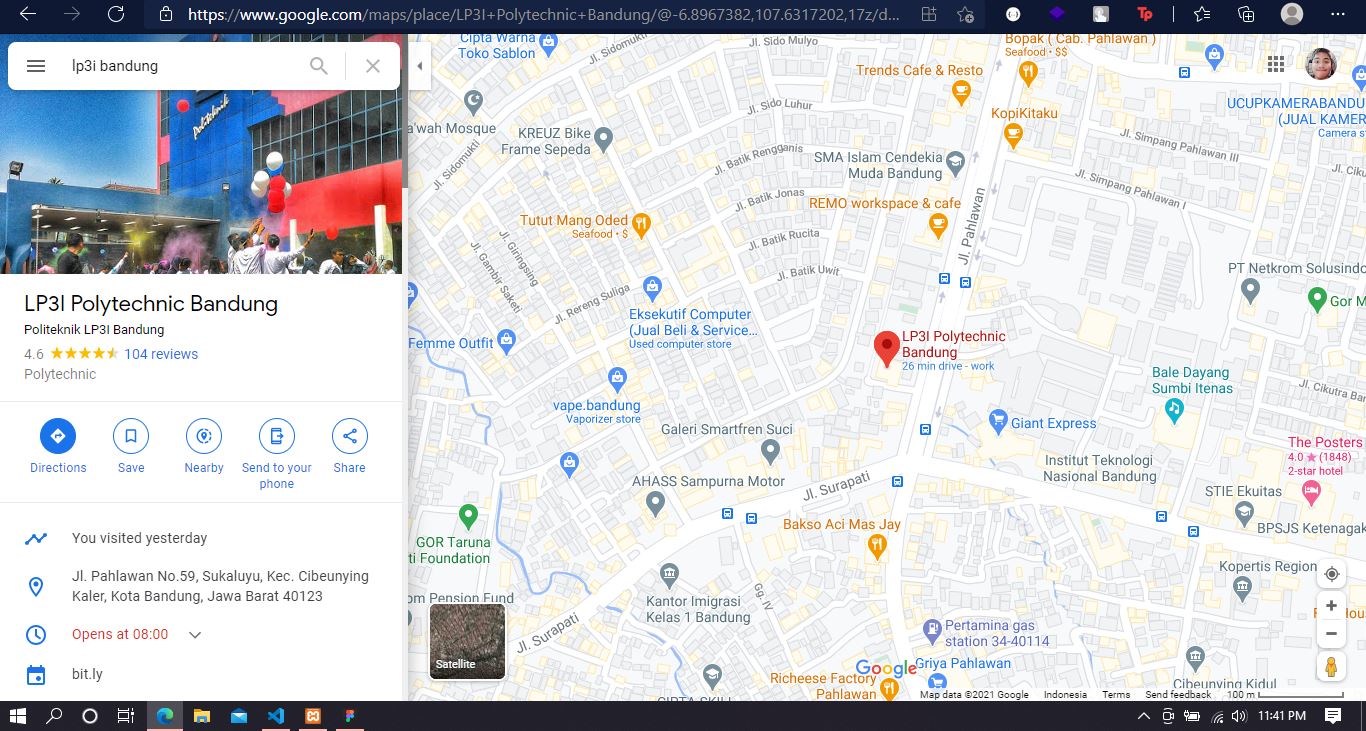 https://www.google.com/maps/place/LP3I+Polytechnic+Bandung/@-6.8967382,107.6317202,17z/d...
Tp
lp3i bandung
Politeknik
LP3I Polytechnic Bandung
Politeknik LP3I Bandung
4.6 104 reviews
Polytechnic
Directions
Save
Nearby
Send to your
phone
Share
You visited yesterday
Jl. Pahlawan No.59, Sukaluyu, Kec. Cibeunying
Kaler, Kota Bandung, Jawa Barat 40123
Opens at 08:00
bit.ly
Cipta Warna
Toko Sablon
Jl. Sidomukti
Jl. Sido Mulyo
Bopak ( Cab. Pahlawan )
Seafood • $$
Trends Cafe & Resto
UCUPKAMERABANDU
(JUAL KAMER
Camera st
KopiKitaku
Jl. Sido Luhur
a'wah Mosque
KREUZ Bike
Frame Sepeda
Jl. Simpang Pahlawan III
Jl. Batik Rengganis
SMA Islam Cendekia
Muda Bandung
Jl. Sidomukti
Jl. Simpang Pahlawan I
Jl. Ciku
Jl. Batik Jonas
REMO workspace & cafe
Tutut Mang Oded
Seafood • $
Jl. Pahlawan
Jl. Batik Rucita
Jl. Giringsing
Jl. Gambir Saketi
Jl. Batik Uwit
PT Netkrom Solusindo
Jl. Rereng Suliga
Gor M
Eksekutif Computer
(Jual Beli & Service...
Used computer store
Femme Outfit
LP3I Polytechnic
Bandung
26 min drive - work
Bale Dayang
Sumbi Itenas
Jl. Cikutra Bar
vape.bandung
Vaporizer store
Giant Express
Galeri Smartfren Suci
The Posters
4.0 (1848)
2-star hotel
Institut Teknologi
Nasional Bandung
AHASS Sampurna Motor
Jl. Surapati
STIE Ekuitas
BPSJS Ketenagak
Bakso Aci Mas Jay
GOR Taruna
ti Foundation
Kopertis Region
om Pension Fund
Gg. IV
Kantor Imigrasi
Kelas 1 Bandung
Hous
Jl. Surapati
Pertamina gas
station 34-40114
Satellite
Google
Griya Pahlawan
Richeese Factory
Pahlawan
Cibeunying Kidul
CIPTA SKILL
Map data ©2021 Google Indonesia Terms Send feedback 100 m
11:41 PM